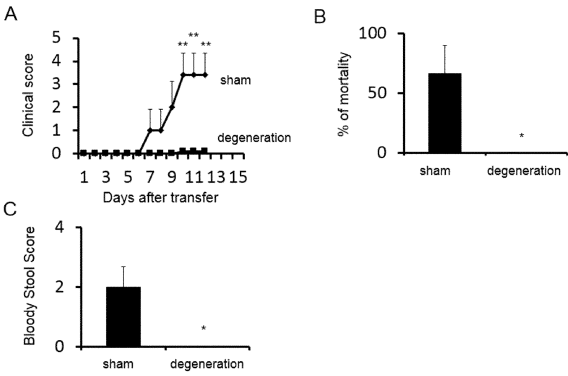 A
Clinical score
5
4
3
2
1
0
** ** **
sham
degeneration
1 3 5 7 9 11 13 15
Days after transfer
B
% of mortality
100
50
0
*
sham degeneration
C
Bloody Stool Score
4
2
0
*
sham degeneration